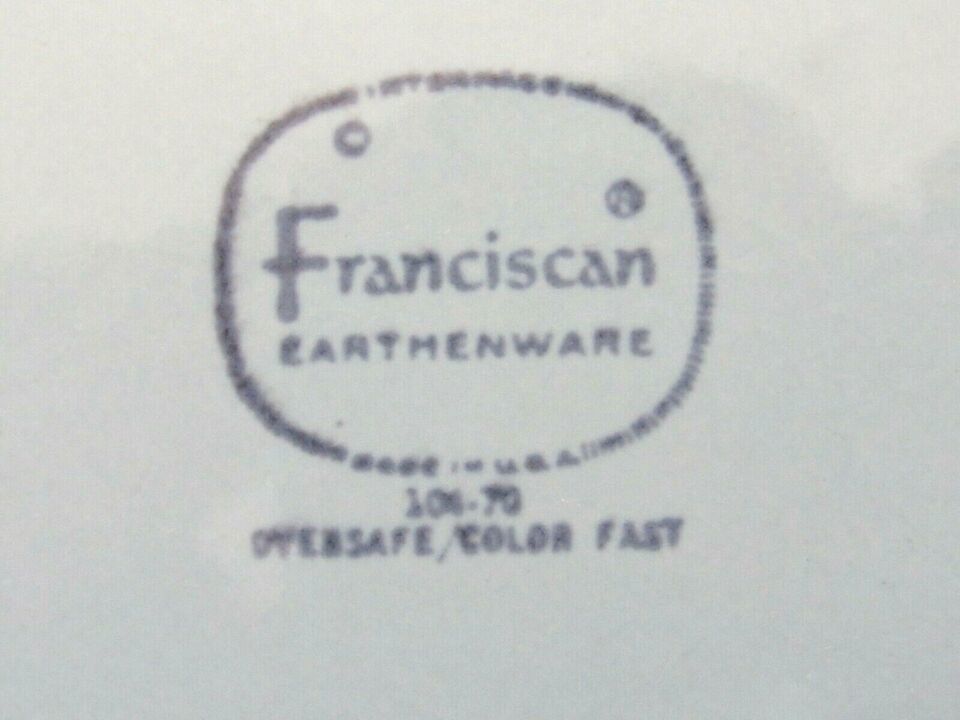 ©
®
Franciscan
EARTHENWARE
MADE IN U.S.A.
OVENSAFE/COLOR FAST